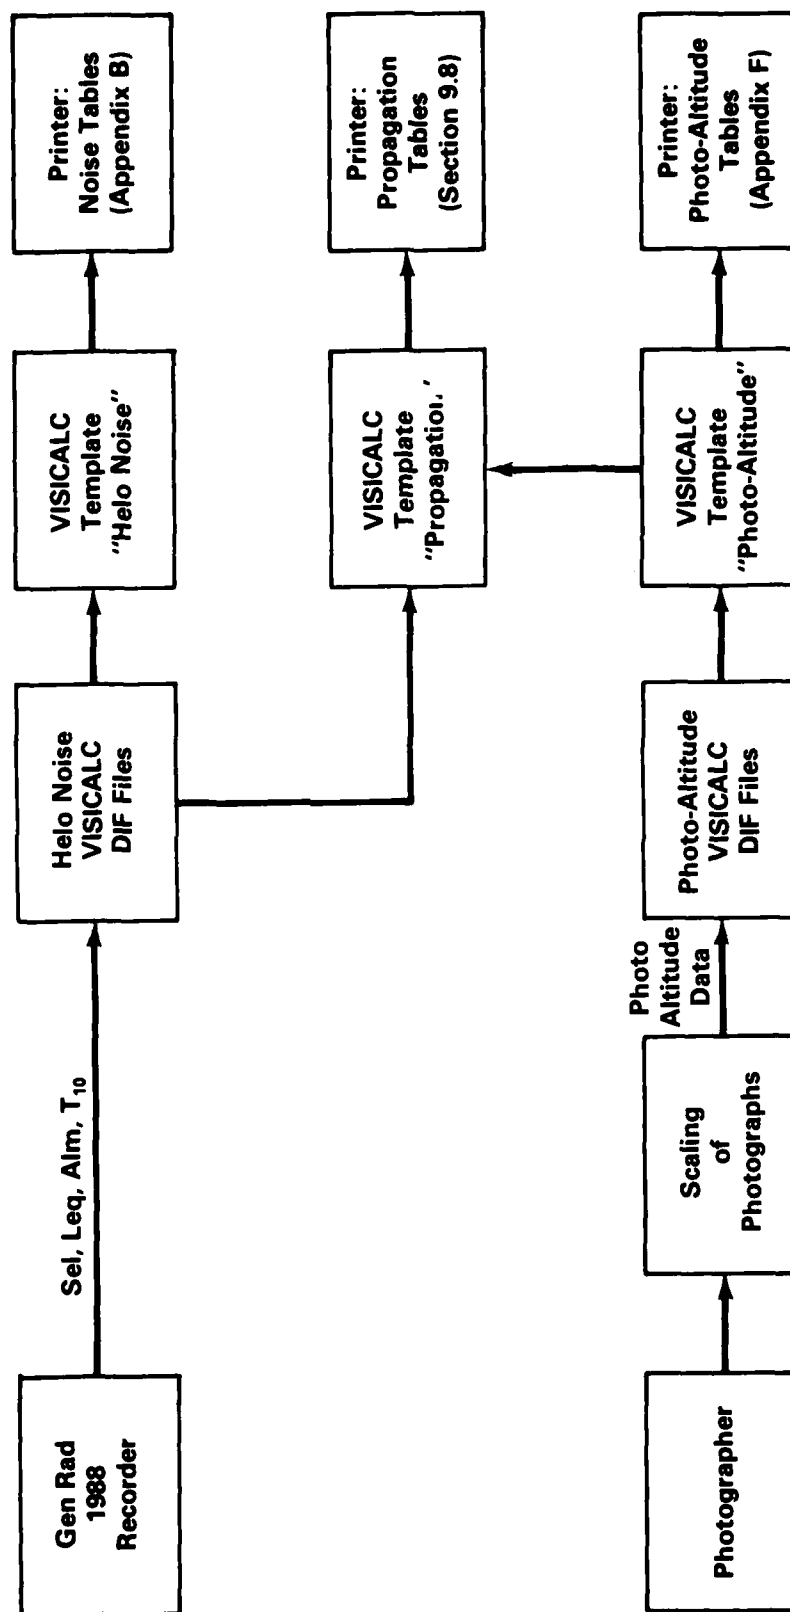 Gen Rad
1988
Recorder
Sel, Leq, Alm, T₁₀
Helo Noise
VISICALC
DIF Files
VISICALC
Template
"Helo Noise"
Printer:
Noise Tables
(Appendix B)
VISICALC
Template
"Propagation"
Printer:
Propagation
Tables
(Section 9.8)
Photographer
Scaling
of
Photographs
Photo
Altitude
Data
Photo-Altitude
VISICALC
DIF Files
VISICALC
Template
"Photo-Altitude"
Printer:
Photo-Altitude
Tables
(Appendix F)